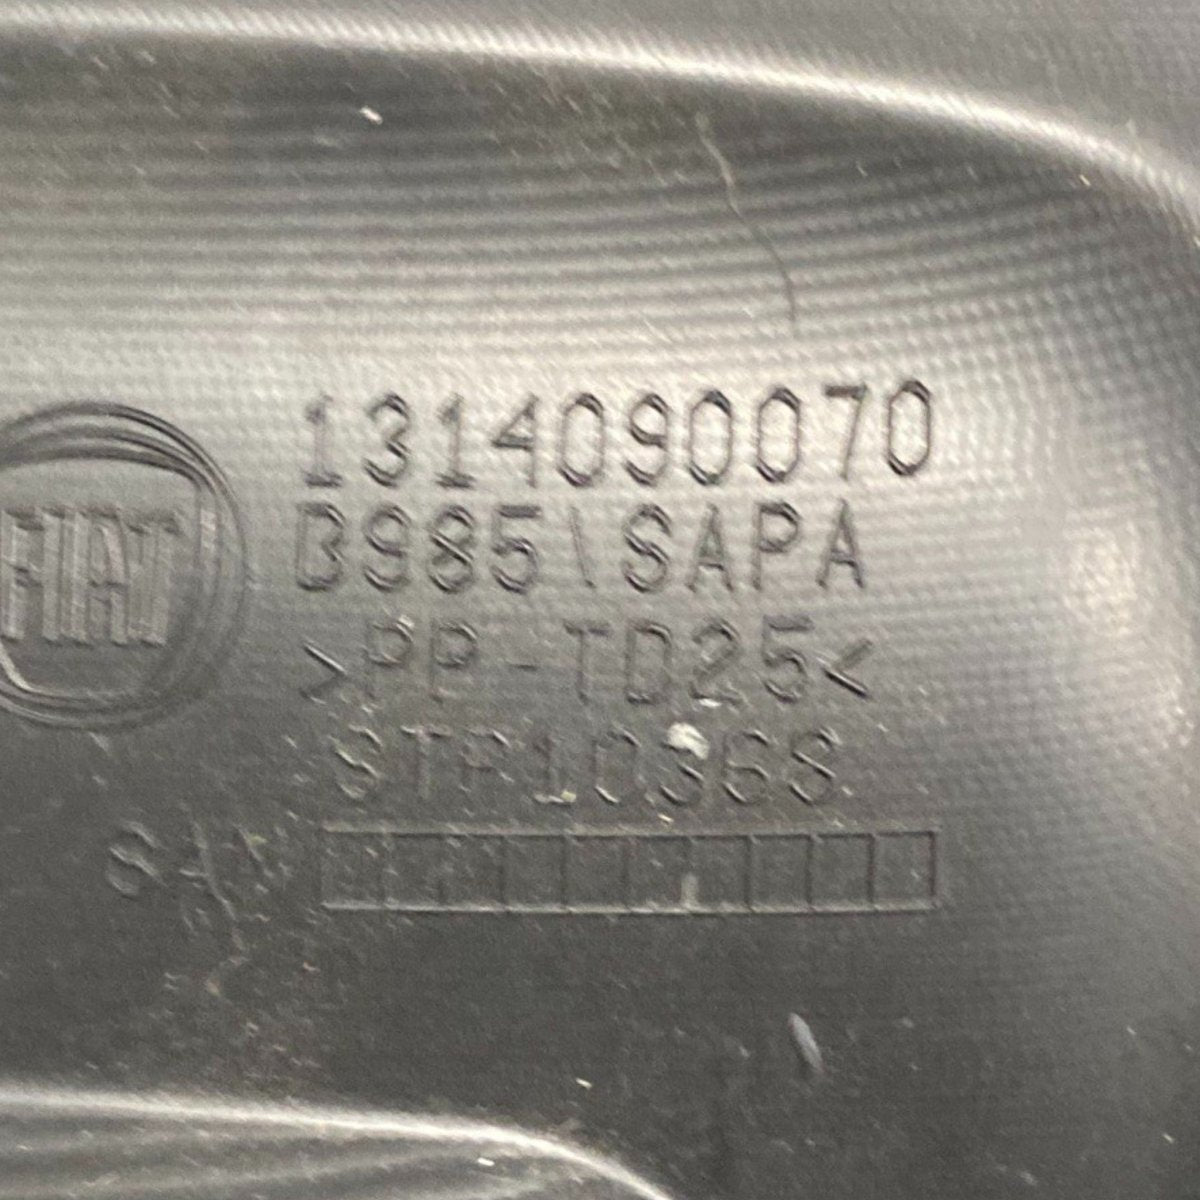 1314090070
FIAT
B985\SAPA
>PP-TD25<
STP10368